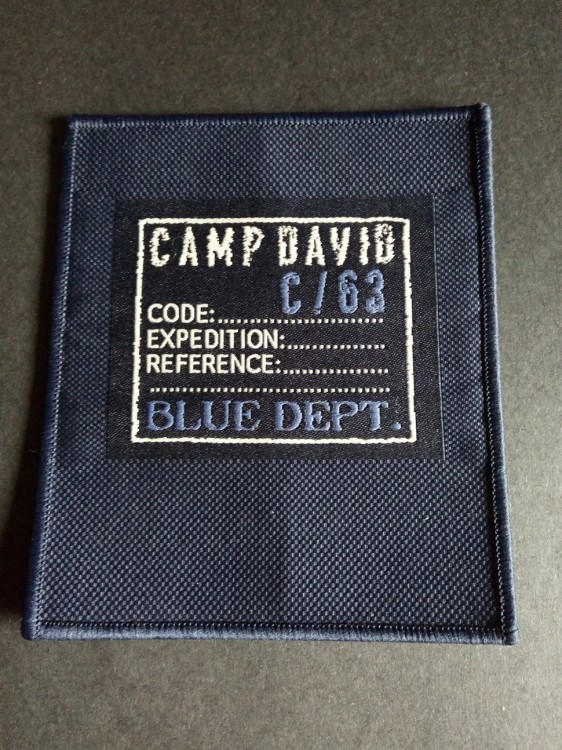 CAMP DAVID
C/63
CODE:..........................
EXPEDITION:...............
REFERENCE:................
.....................................
BLUE DEPT.